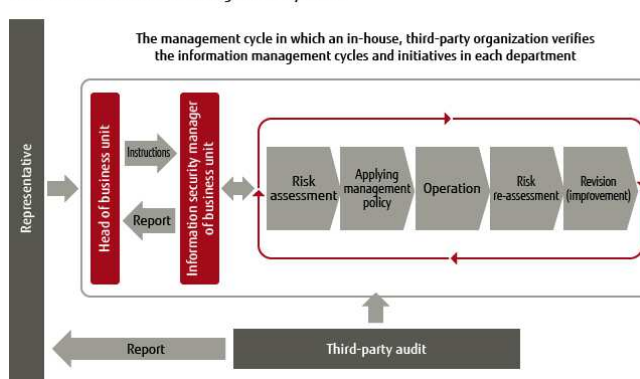 The management cycle in which an in-house, third-party organization verifies
the information management cycles and initiatives in each department
Representative
Head of business unit
Instructions
Report
Information security manager
of business unit
Risk
assessment
Applying
management
policy
Operation
Risk
re-assessment
Revision
(improvement)
Report
Third-party audit